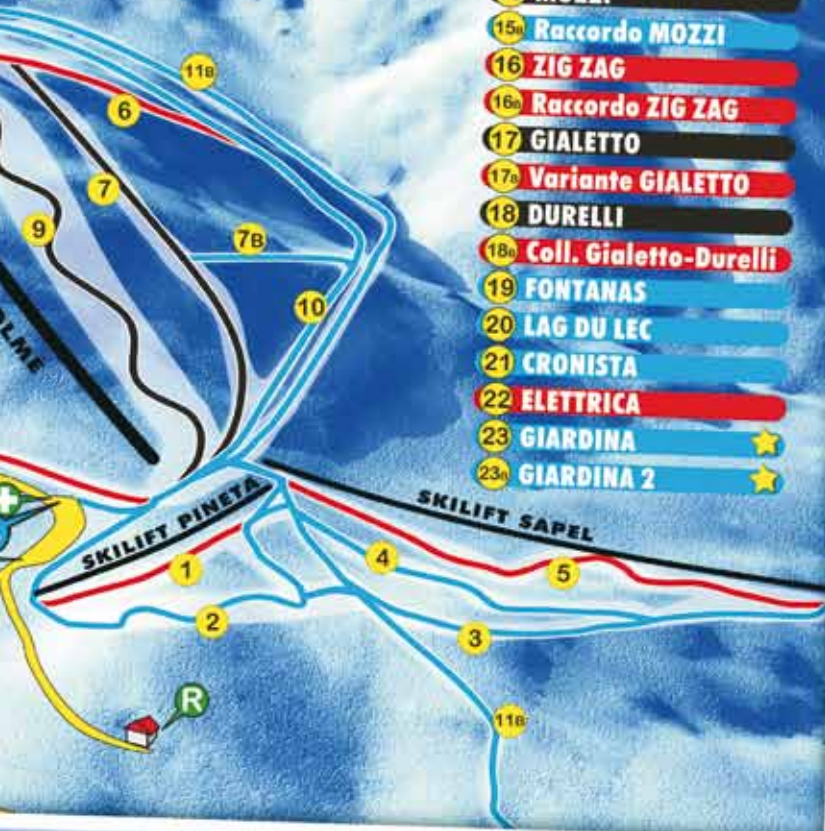 15B Raccordo MOZZI
16 ZIG ZAG
16B Raccordo ZIG ZAG
17 GIALETTO
17B Variante GIALETTO
18 DURELLI
18B Coll. Gialetto-Durelli
19 FONTANAS
20 LAG DU LEC
21 CRONISTA
22 ELETTRICA
23 GIARDINA
23B GIARDINA 2
11B
6
7
9
7B
10
SKILIFT PINETA
SKILIFT SAPEL
1
4
5
2
3
11B
R